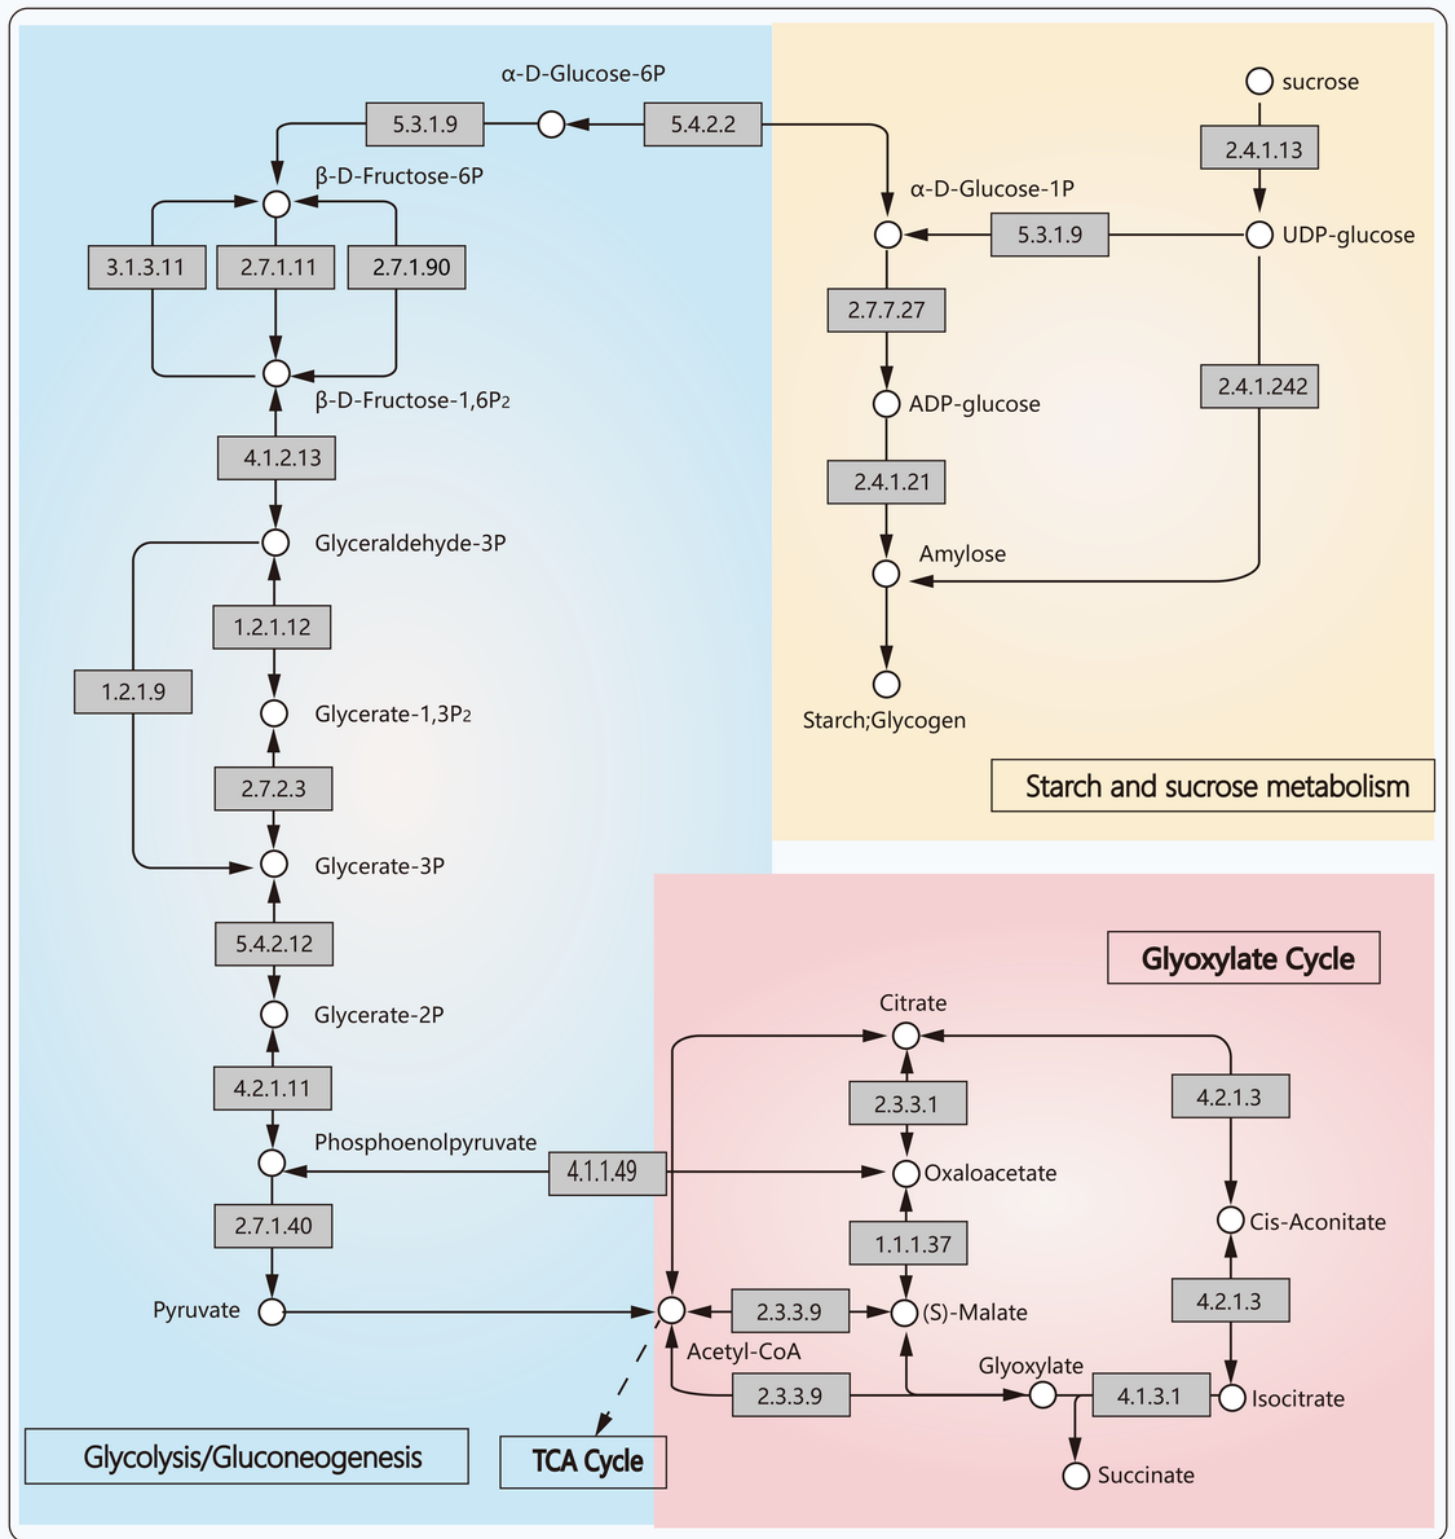 α-D-Glucose-6P
sucrose
5.3.1.9
5.4.2.2
2.4.1.13
β-D-Fructose-6P
α-D-Glucose-1P
5.3.1.9
UDP-glucose
3.1.3.11
2.7.1.11
2.7.1.90
2.7.7.27
β-D-Fructose-1,6P2
ADP-glucose
2.4.1.242
4.1.2.13
2.4.1.21
Glyceraldehyde-3P
Amylose
1.2.1.12
1.2.1.9
Glycerate-1,3P2
Starch;Glycogen
2.7.2.3
Starch and sucrose metabolism
Glycerate-3P
5.4.2.12
Glyoxylate Cycle
Glycerate-2P
Citrate
4.2.1.11
2.3.3.1
4.2.1.3
Phosphoenolpyruvate
4.1.1.49
Oxaloacetate
2.7.1.40
1.1.1.37
Cis-Aconitate
Pyruvate
2.3.3.9
(S)-Malate
4.2.1.3
Acetyl-CoA
Glyoxylate
2.3.3.9
4.1.3.1
Isocitrate
Glycolysis/Gluconeogenesis
TCA Cycle
Succinate